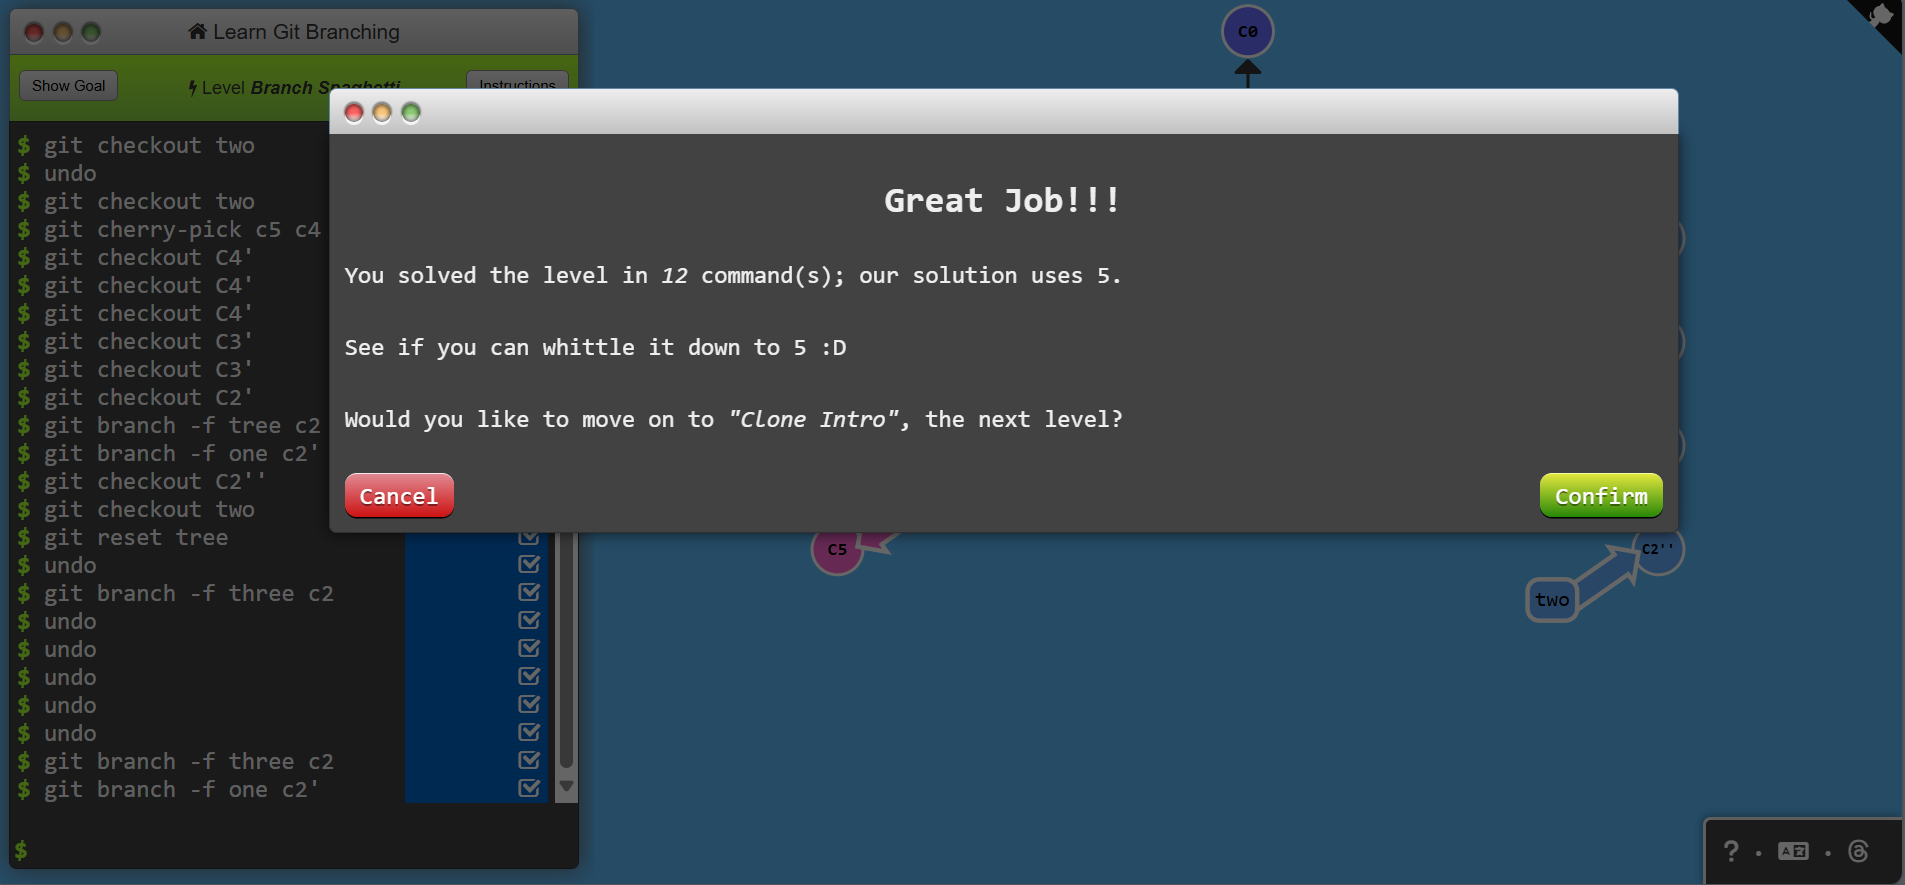 Learn Git Branching
Show Goal
Level Branch Spaghetti
Instructions
$ git checkout two
$ undo
$ git checkout two
$ git cherry-pick c5 c4
$ git checkout C4'
$ git checkout C4'
$ git checkout C4'
$ git checkout C3'
$ git checkout C3'
$ git checkout C2'
$ git branch -f tree c2
$ git branch -f one c2'
$ git checkout C2''
$ git checkout two
$ git reset tree
$ undo
$ git branch -f three c2
$ undo
$ undo
$ undo
$ undo
$ undo
$ git branch -f three c2
$ git branch -f one c2'
$
C0
Great Job!!!
You solved the level in 12 command(s); our solution uses 5.
See if you can whittle it down to 5 :D
Would you like to move on to "Clone Intro", the next level?
Cancel
Confirm
C5
C2''
two
?